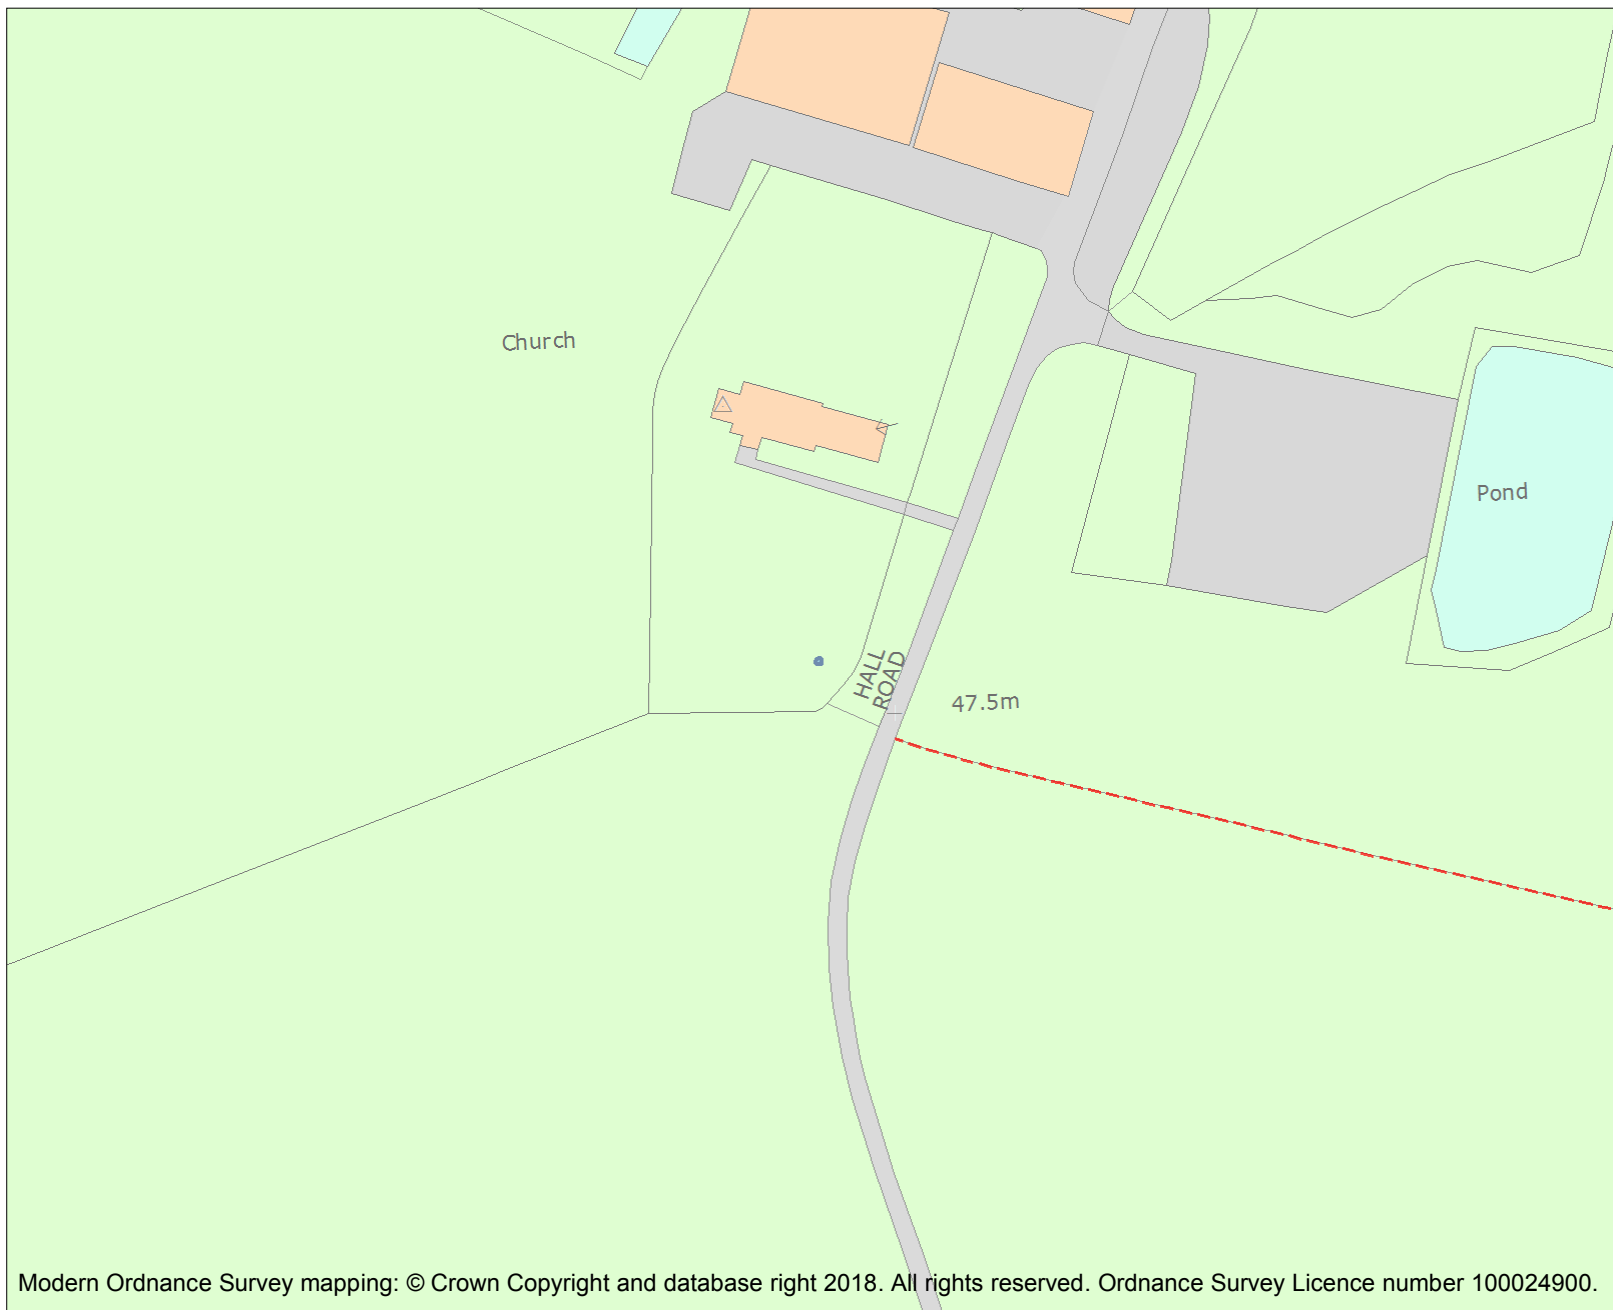 Church
Pond
HALL
ROAD
47.5m
Modern Ordnance Survey mapping: © Crown Copyright and database right 2018. All rights reserved. Ordnance Survey Licence number 100024900.